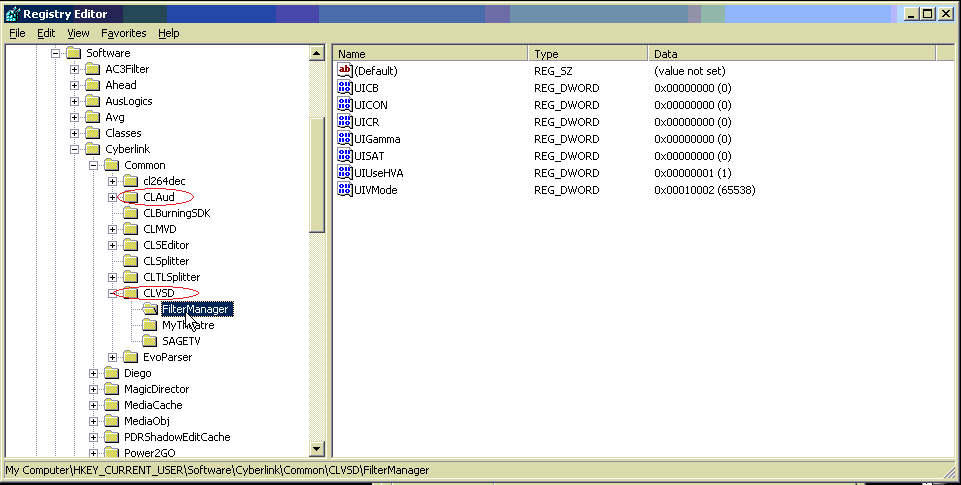 Registry Editor
File Edit View Favorites Help
Software
AC3Filter
Ahead
AusLogics
Avg
Classes
Cyberlink
Common
cl264dec
CLAud
CLBurningSDK
CLMVD
CLSEditor
CLSplitter
CLTLSplitter
CLVSD
FilterManager
MyTheatre
SAGETV
EvoParser
Diego
MagicDirector
MediaCache
MediaObj
PDRShadowEditCache
Power2GO
Name Type Data
(Default) REG_SZ (value not set)
UICB REG_DWORD 0x00000000 (0)
UICON REG_DWORD 0x00000000 (0)
UICR REG_DWORD 0x00000000 (0)
UIGamma REG_DWORD 0x00000000 (0)
UISAT REG_DWORD 0x00000000 (0)
UIUseHVA REG_DWORD 0x00000001 (1)
UIVMode REG_DWORD 0x00010002 (65538)
My Computer\HKEY_CURRENT_USER\Software\Cyberlink\Common\CLVSD\FilterManager